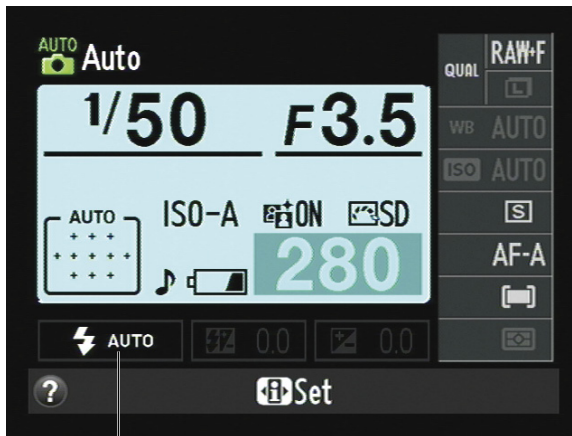 AUTO Auto
1/50 F3.5
AUTO ISO-A ON SD
280
QUAL RAW+F
L
WB AUTO
ISO AUTO
S
AF-A
AUTO 0.0 0.0
? i Set